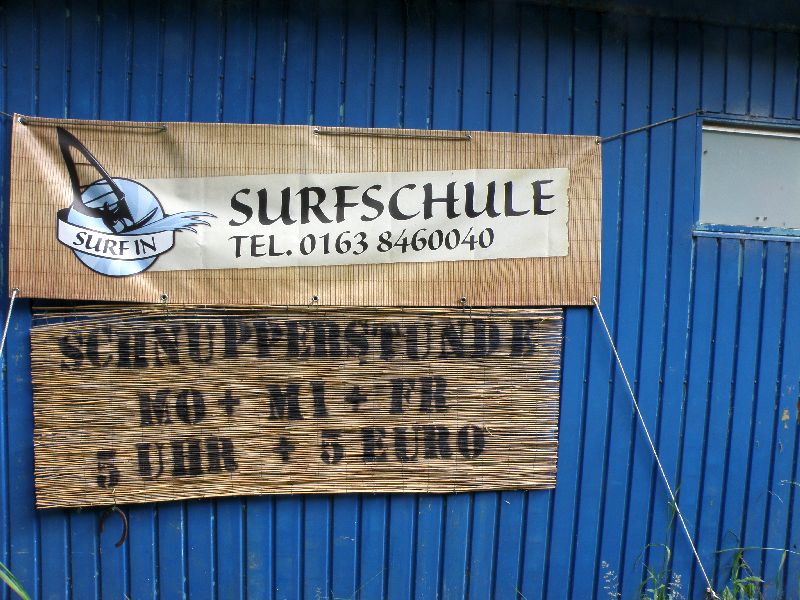 SURF IN
SURFSCHULE
TEL. 0163 8460040
SCHNUPPERSTUNDE
MO + MI + FR
5 UHR + 5 EURO